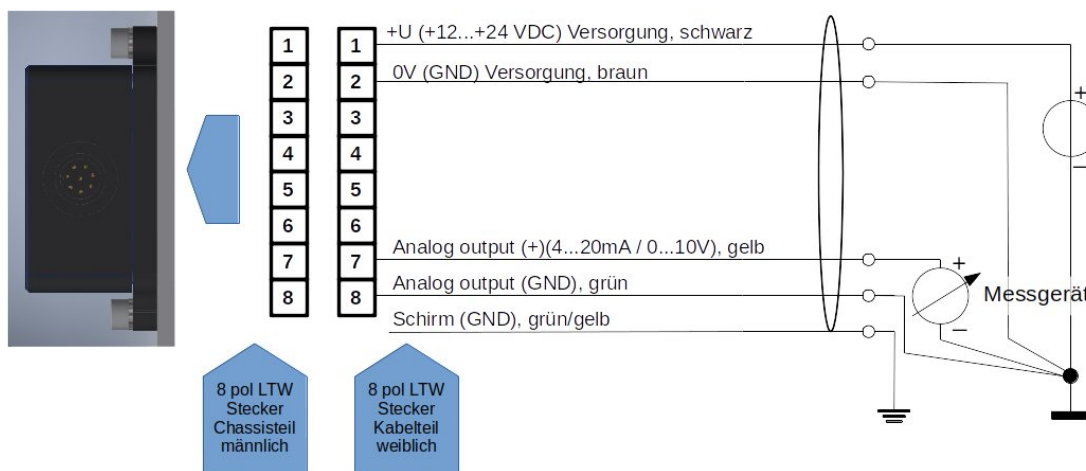 +U (+12...+24 VDC) Versorgung, schwarz
1
1
0V (GND) Versorgung, braun
2
2
+
3
3
4
4
−
5
5
6
6
Analog output (+)(4...20mA / 0...10V), gelb
7
7
+
Analog output (GND), grün
8
8
Messgerät
Schirm (GND), grün/gelb
−
8 pol LTW
Stecker
Chassisteil
männlich
8 pol LTW
Stecker
Kabelteil
weiblich